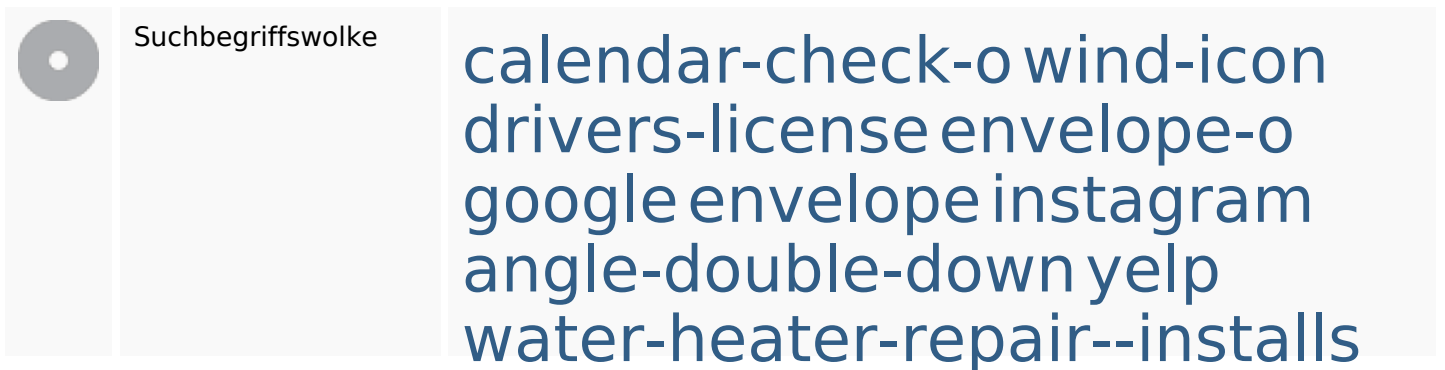 Suchbegriffswolke
calendar-check-o wind-icon
drivers-license envelope-o
google envelope instagram
angle-double-down yelp
water-heater-repair--installs